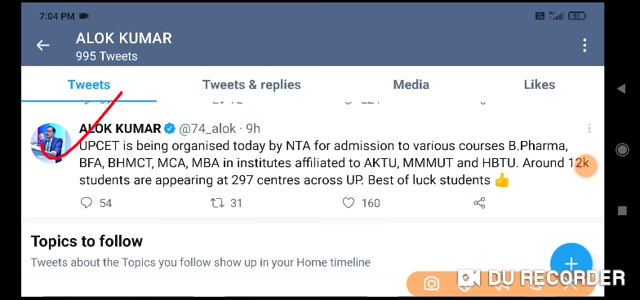 7:04 PM
ALOK KUMAR
995 Tweets
Tweets
Tweets & replies
Media
Likes
ALOK KUMAR @74_alok · 9h
UPCET is being organised today by NTA for admission to various courses B.Pharma,
BFA, BHMCT, MCA, MBA in institutes affiliated to AKTU, MMMUT and HBTU. Around 12k
students are appearing at 297 centres across UP. Best of luck students 👍
54
31
160
Topics to follow
Tweets about the Topics you follow show up in your Home timeline
DU RECORDER